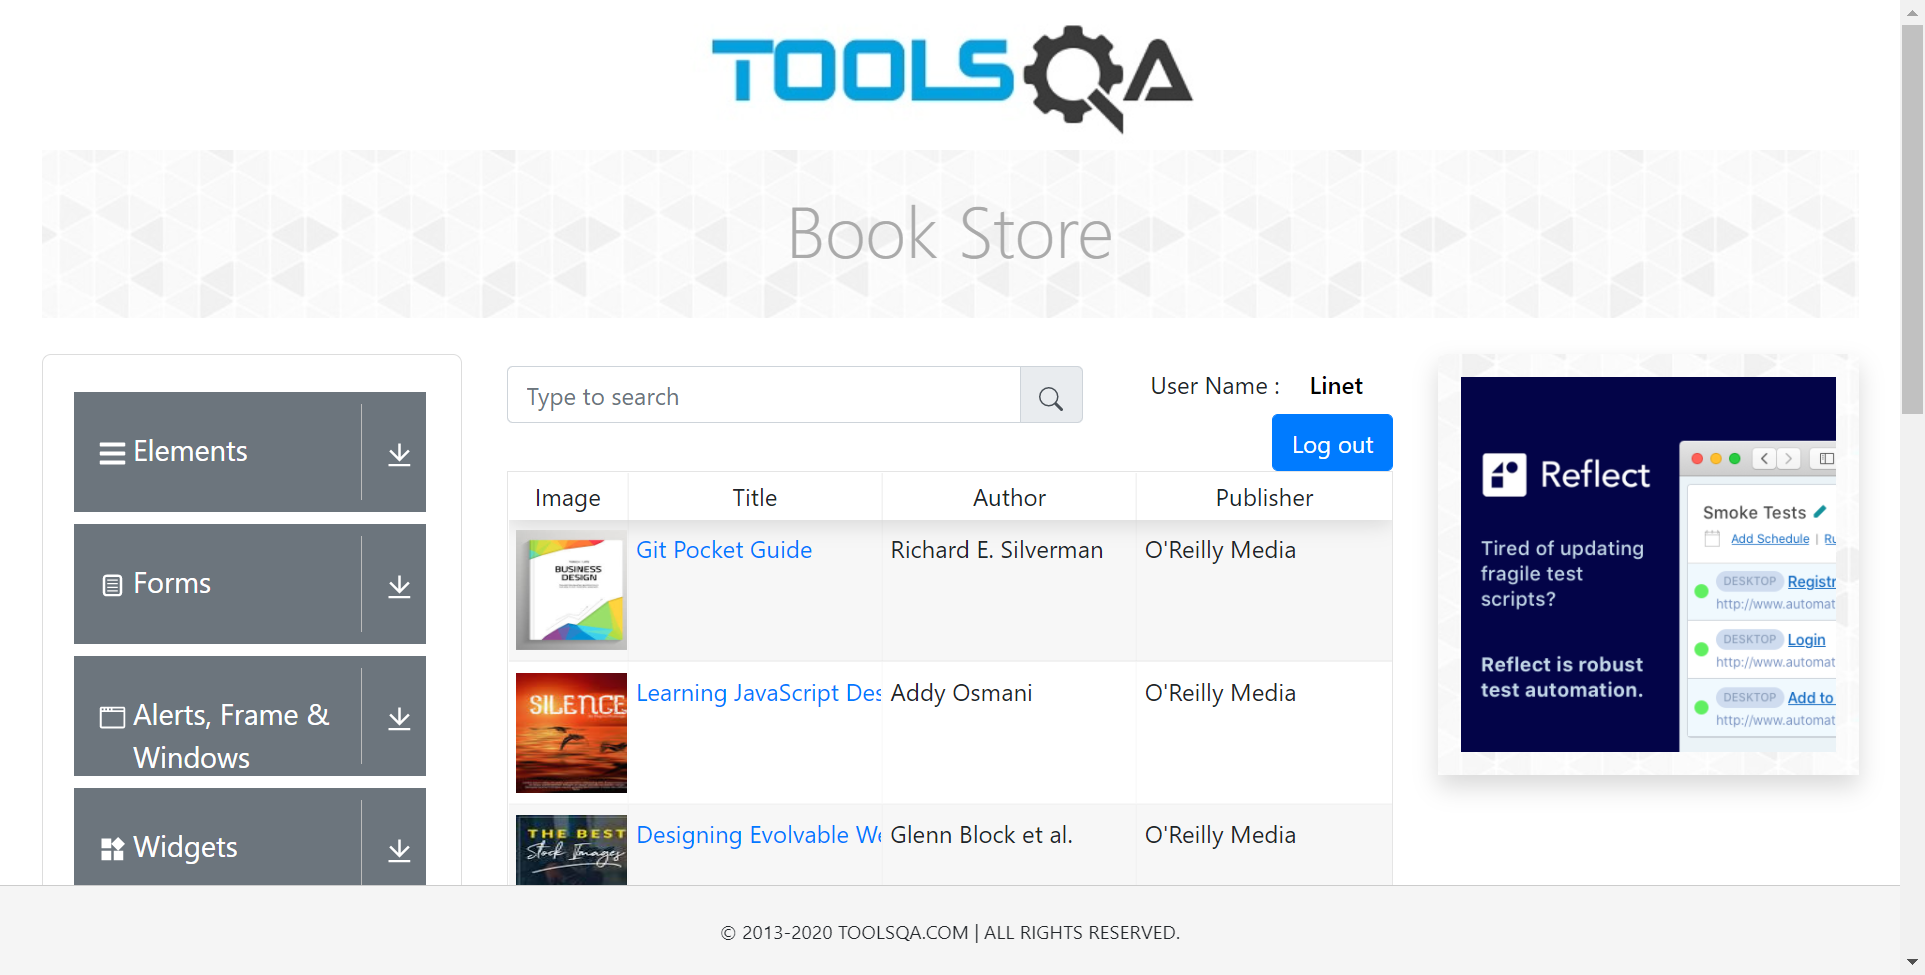 TOOLSQA
Book Store
Elements
Forms
Alerts, Frame &
Windows
Widgets
Type to search
User Name : Linet
Log out
Image Title Author Publisher
BUSINESS
DESIGN
Git Pocket Guide Richard E. Silverman O'Reilly Media
SILENCE
Learning JavaScript Des Addy Osmani O'Reilly Media
THE BEST
Stock Images
Designing Evolvable We Glenn Block et al. O'Reilly Media
Reflect
Tired of updating
fragile test
scripts?
Reflect is robust
test automation.
Smoke Tests
Add Schedule | Ru
DESKTOP Registr
http://www.automat
DESKTOP Login
http://www.automat
DESKTOP Add to
http://www.automat
© 2013-2020 TOOLSQA.COM | ALL RIGHTS RESERVED.